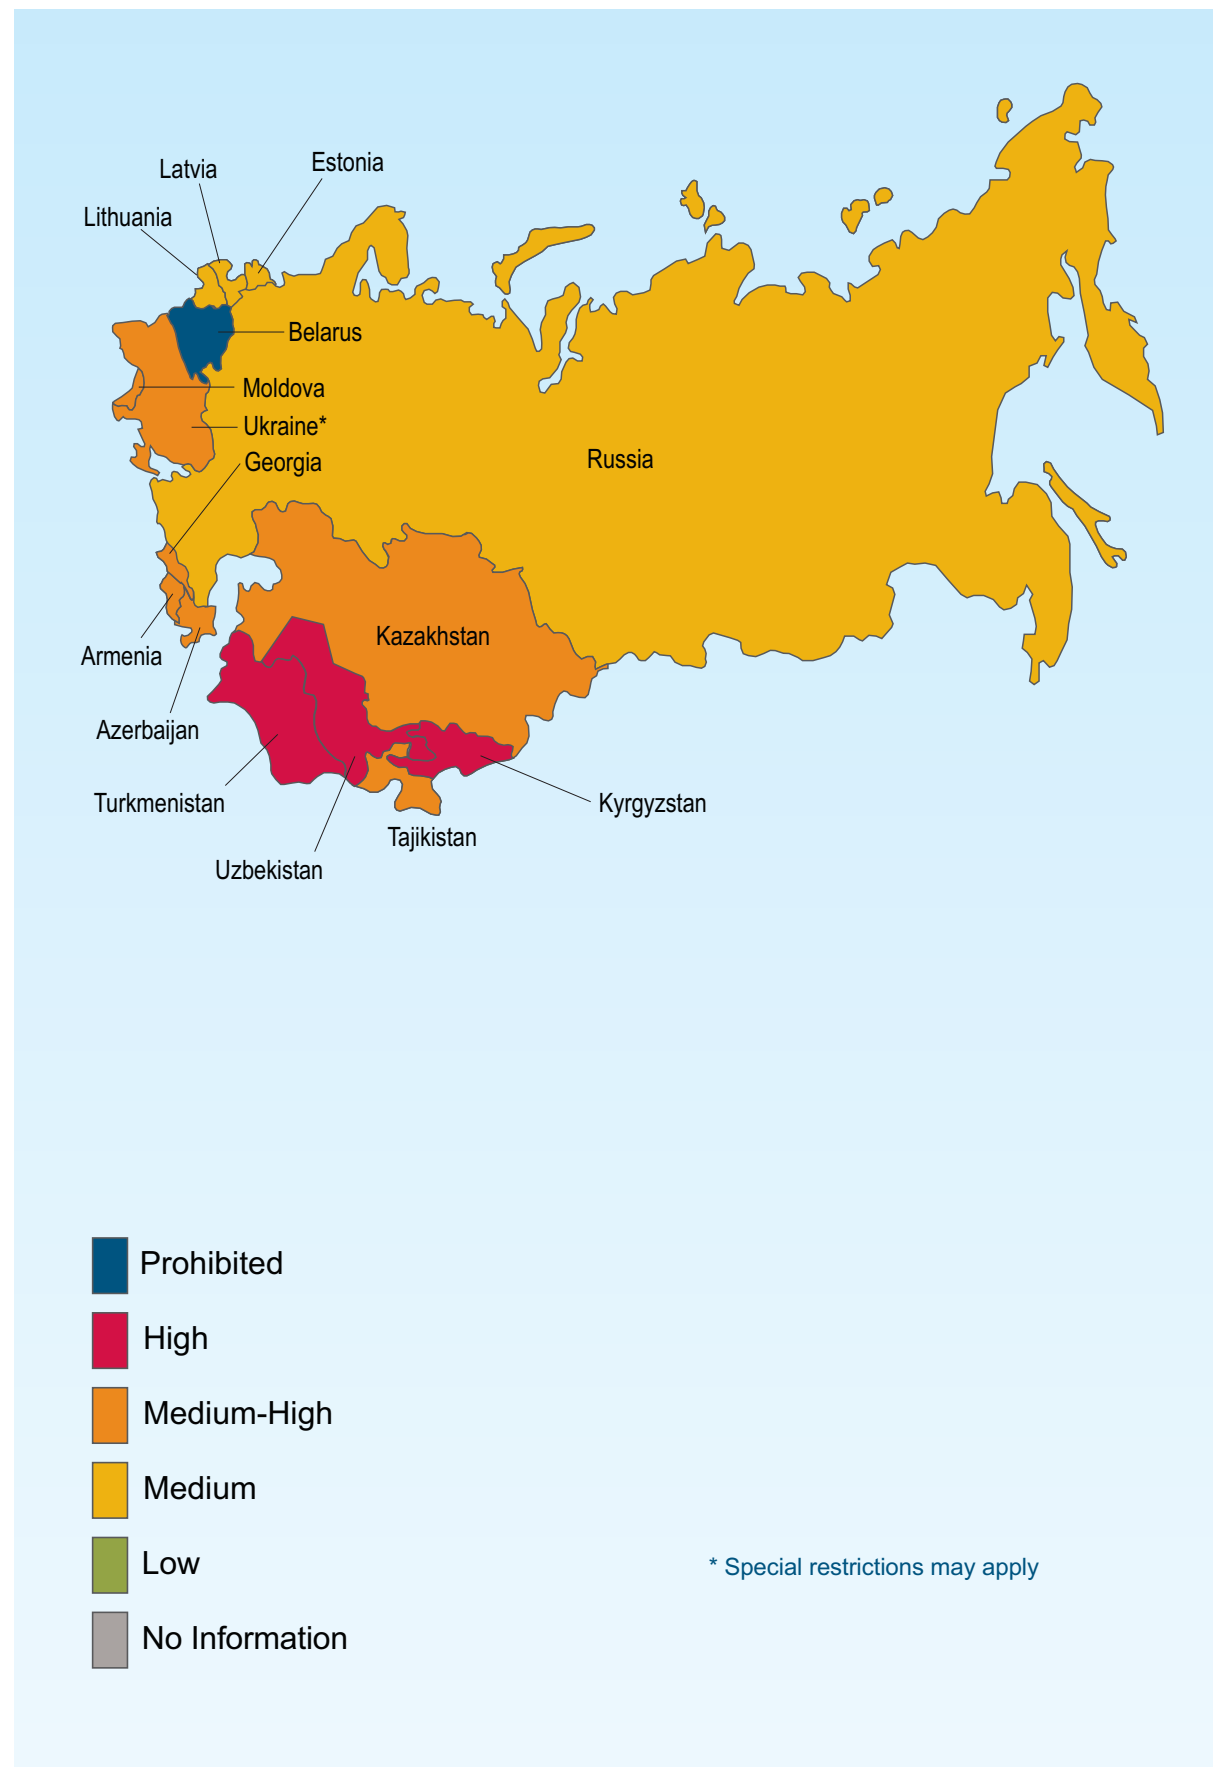 Estonia
Latvia
Lithuania
Belarus
Moldova
Ukraine*
Georgia
Russia
Kazakhstan
Armenia
Azerbaijan
Turkmenistan
Kyrgyzstan
Tajikistan
Uzbekistan
Prohibited
High
Medium-High
Medium
Low
* Special restrictions may apply
No Information